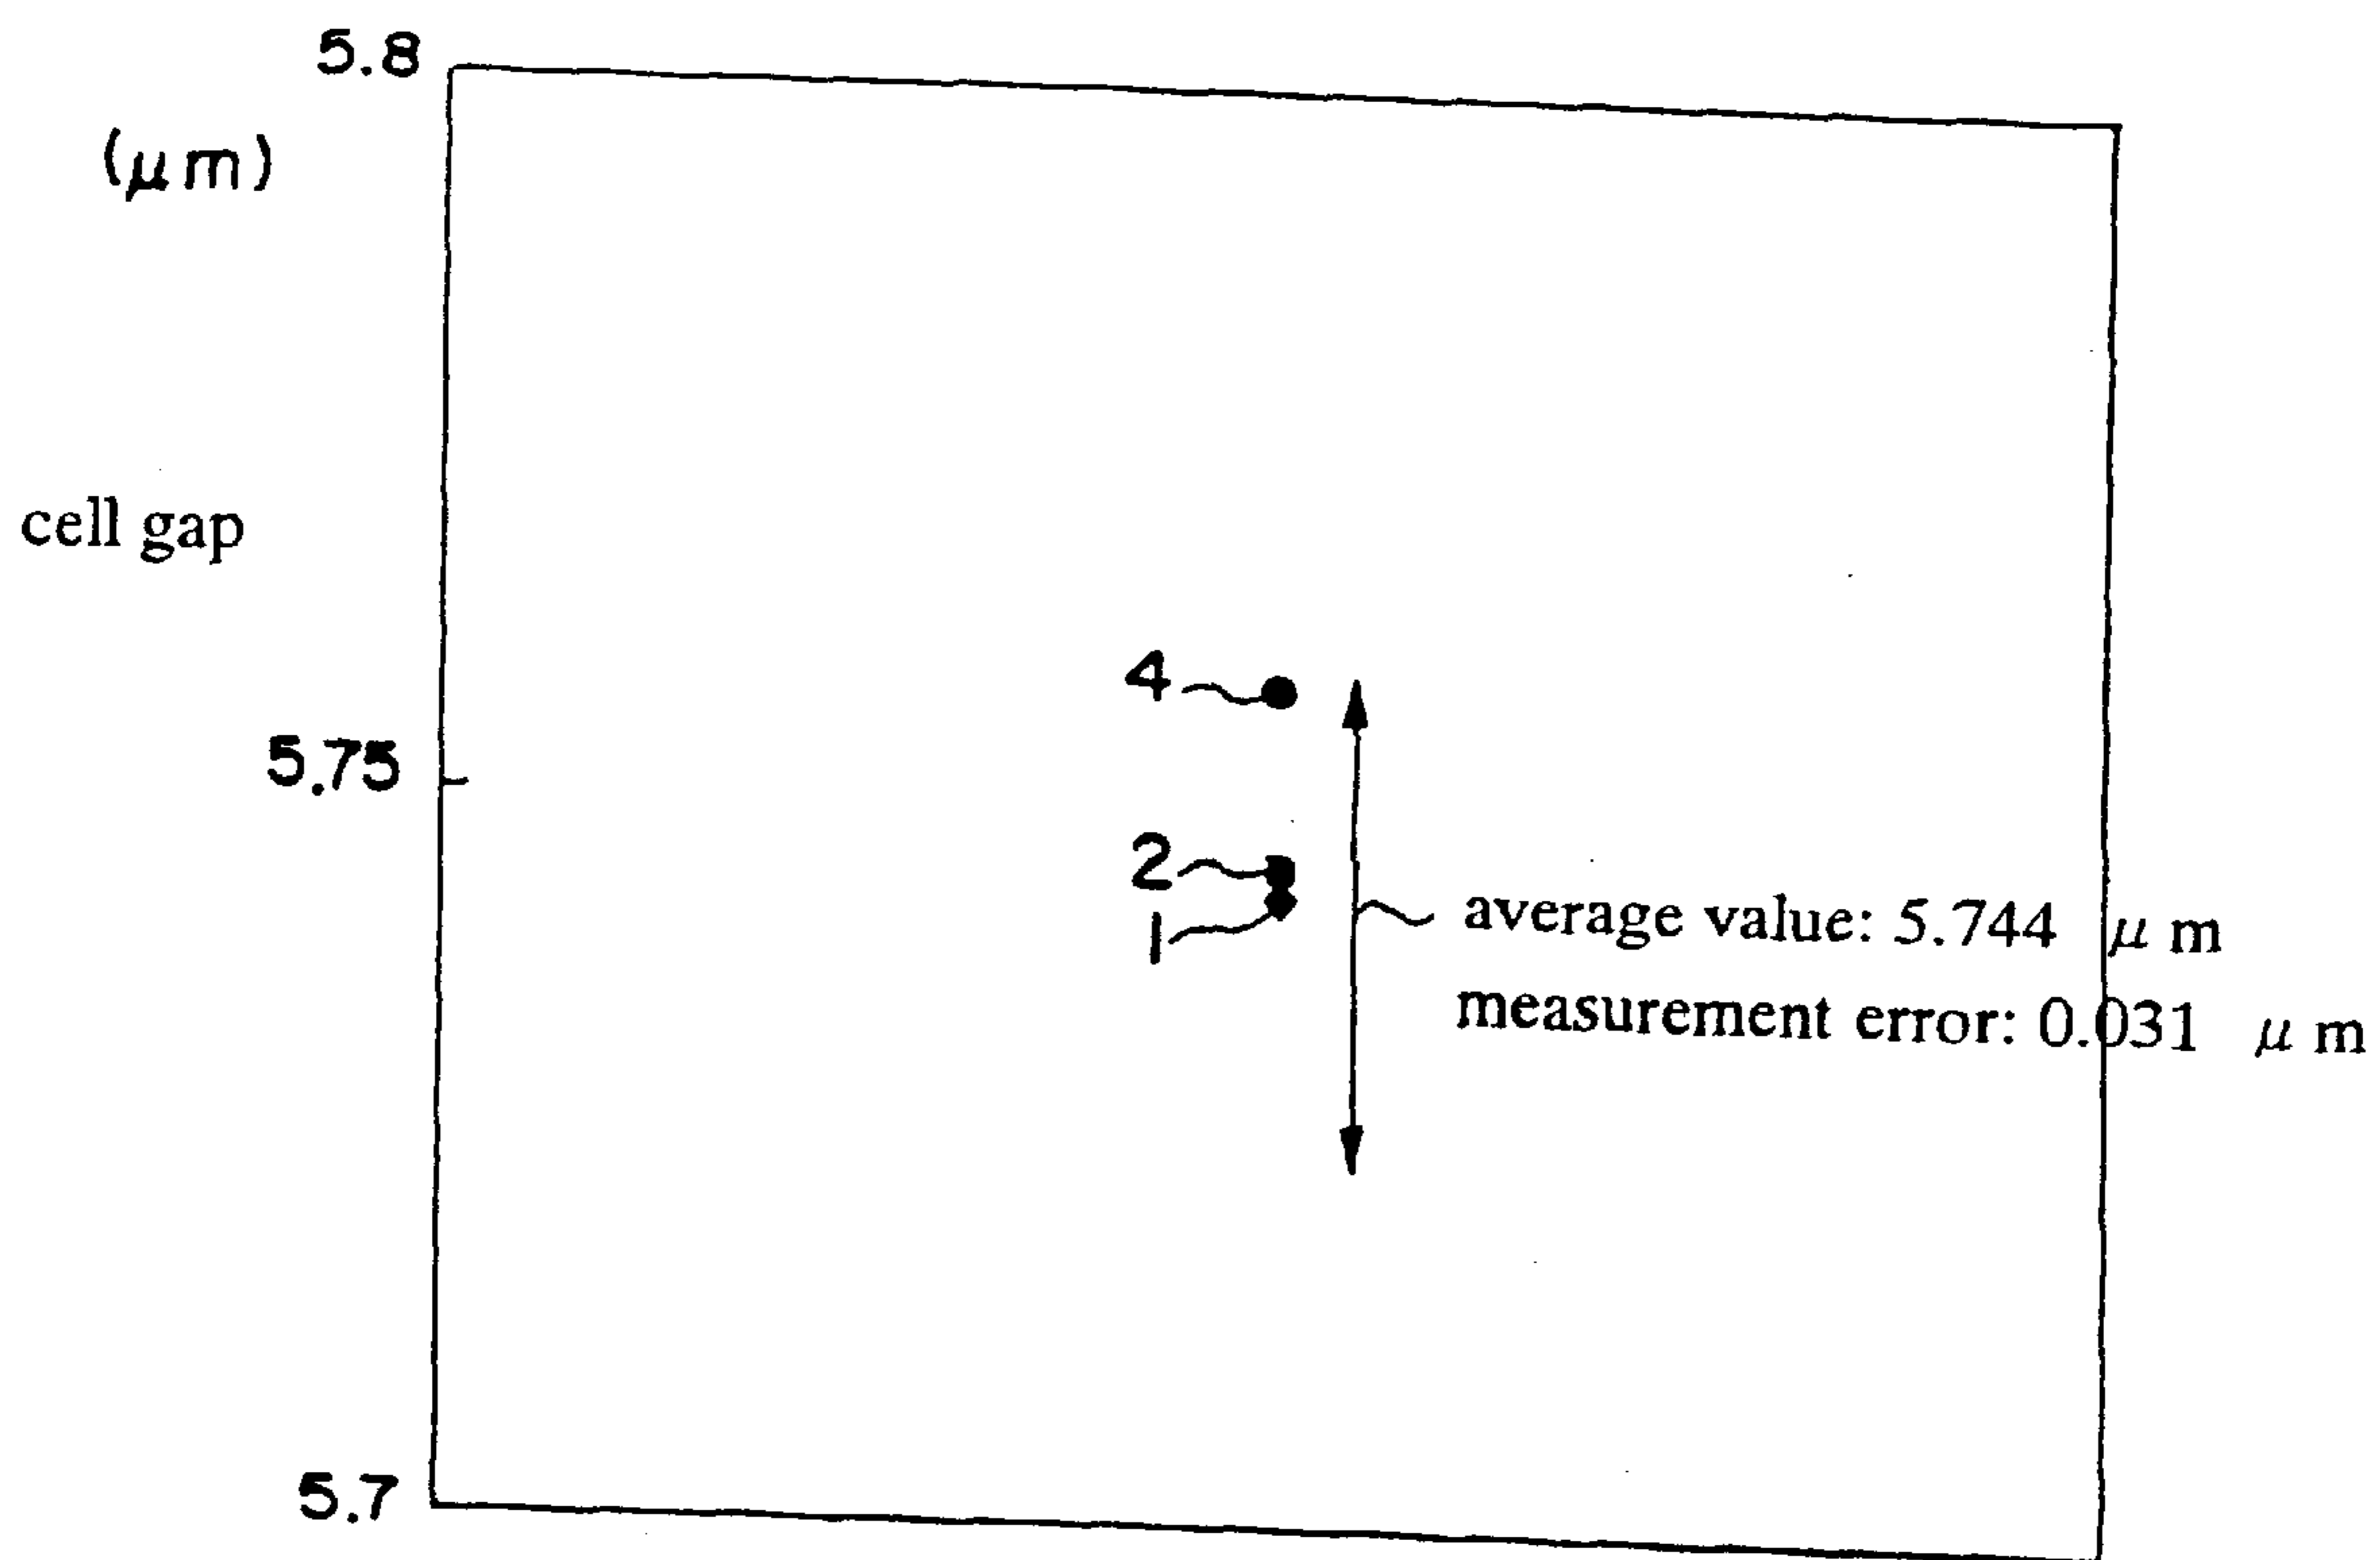 5.8
(μm)
cell gap
4
5.75
2
1
average value: 5.744 μm
measurement error: 0.031 μm
5.7